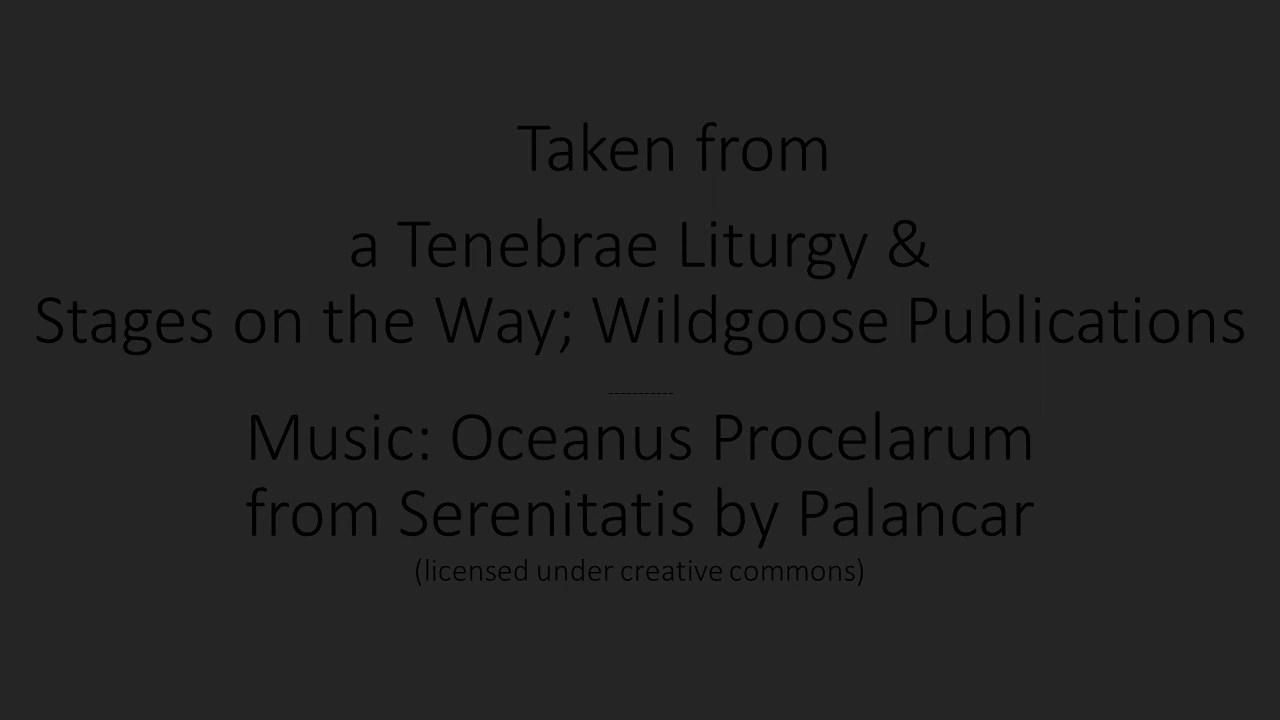 Taken from
a Tenebrae Liturgy &
Stages on the Way; Wildgoose Publications
-----------
Music: Oceanus Procelarum
from Serenitatis by Palancar
(licensed under creative commons)